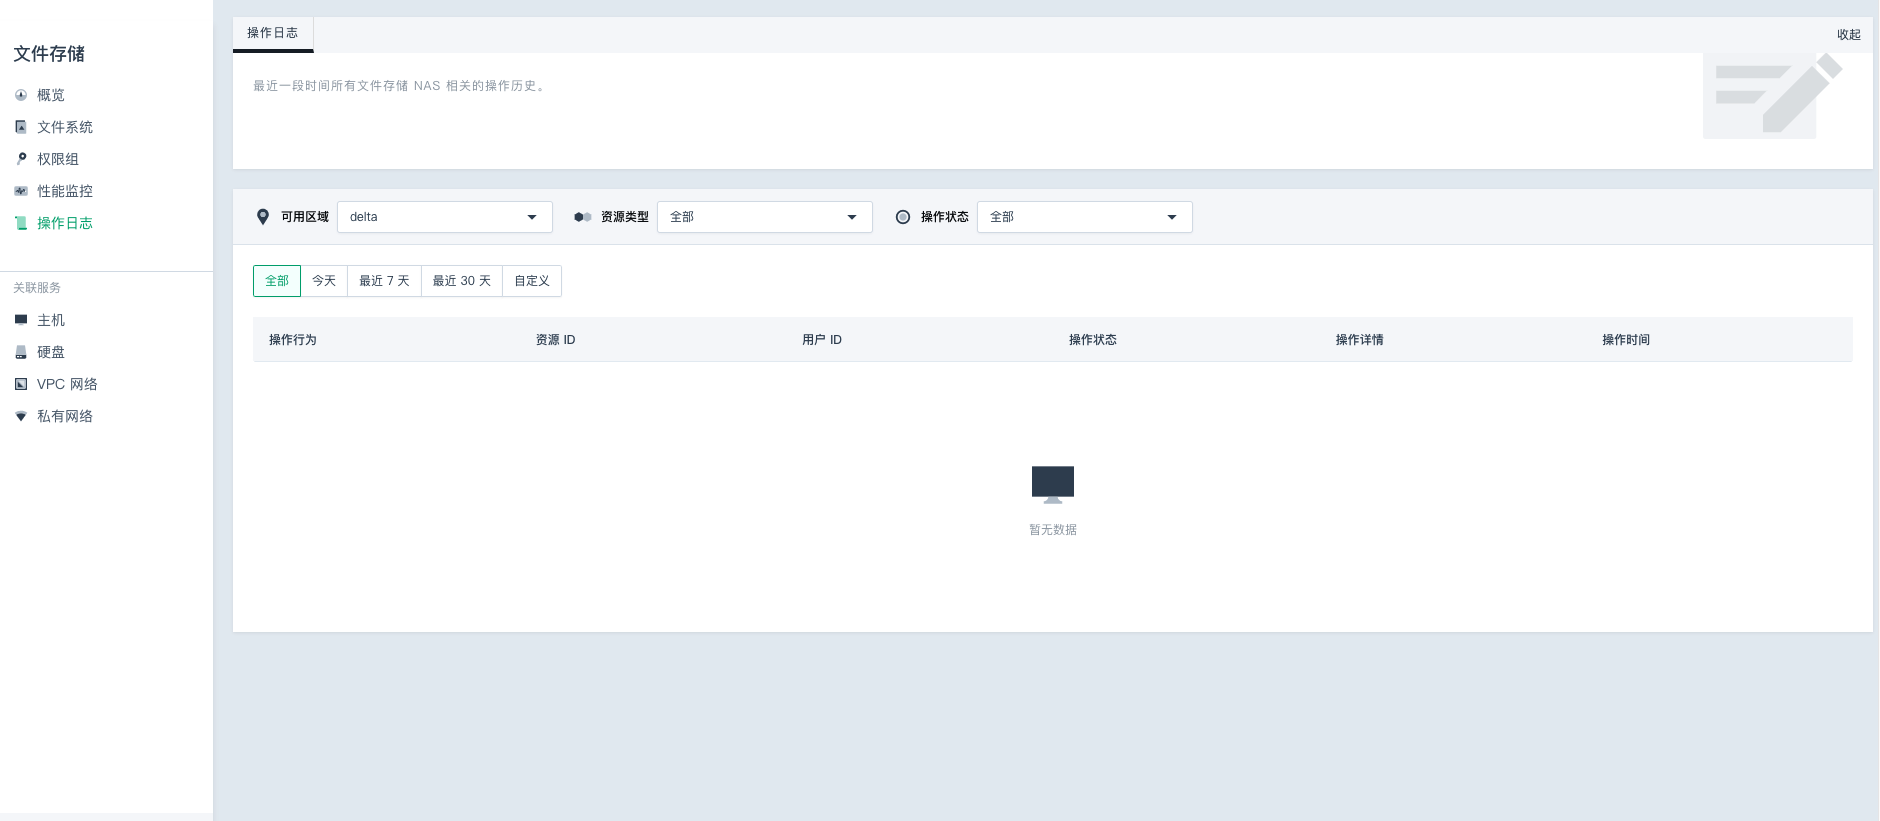 文件存储
概览
文件系统
权限组
性能监控
操作日志
关联服务
主机
硬盘
VPC 网络
私有网络
操作日志
收起
最近一段时间所有文件存储 NAS 相关的操作历史。
可用区域 delta 资源类型 全部 操作状态 全部
全部 今天 最近 7 天 最近 30 天 自定义
操作行为 资源 ID 用户 ID 操作状态 操作详情 操作时间
暂无数据